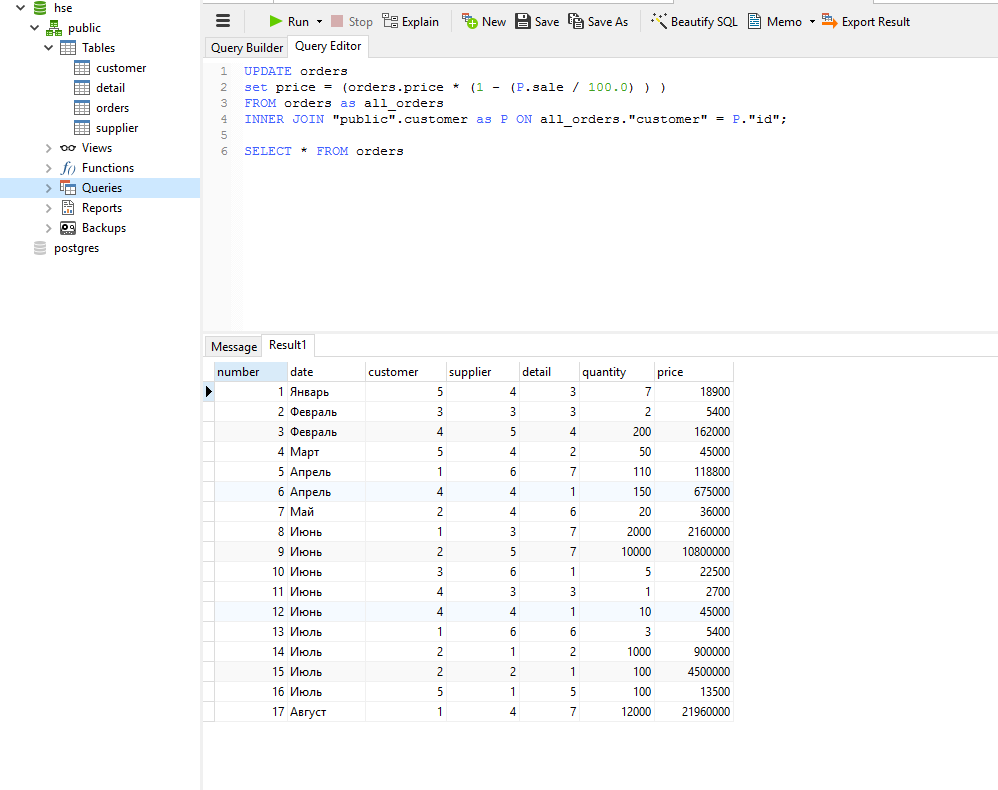 hse
public
Tables
customer
detail
orders
supplier
Views
f() Functions
Queries
Reports
Backups
postgres
Run Stop Explain New Save Save As Beautify SQL Memo Export Result
Query Builder Query Editor
1 UPDATE orders
2 set price = (orders.price * (1 - (P.sale / 100.0) ) )
3 FROM orders as all_orders
4 INNER JOIN "public".customer as P ON all_orders."customer" = P."id";
5
6 SELECT * FROM orders
Message Result1
number date customer supplier detail quantity price
1 Январь 5 4 3 7 18900
2 Февраль 3 3 3 2 5400
3 Февраль 4 5 4 200 162000
4 Март 5 4 2 50 45000
5 Апрель 1 6 7 110 118800
6 Апрель 4 4 1 150 675000
7 Май 2 4 6 20 36000
8 Июнь 1 3 7 2000 2160000
9 Июнь 2 5 7 10000 10800000
10 Июнь 3 6 1 5 22500
11 Июнь 4 3 3 1 2700
12 Июнь 4 4 1 10 45000
13 Июль 1 6 6 3 5400
14 Июль 2 1 2 1000 900000
15 Июль 2 2 1 100 4500000
16 Июль 5 1 5 100 13500
17 Август 1 4 7 12000 21960000